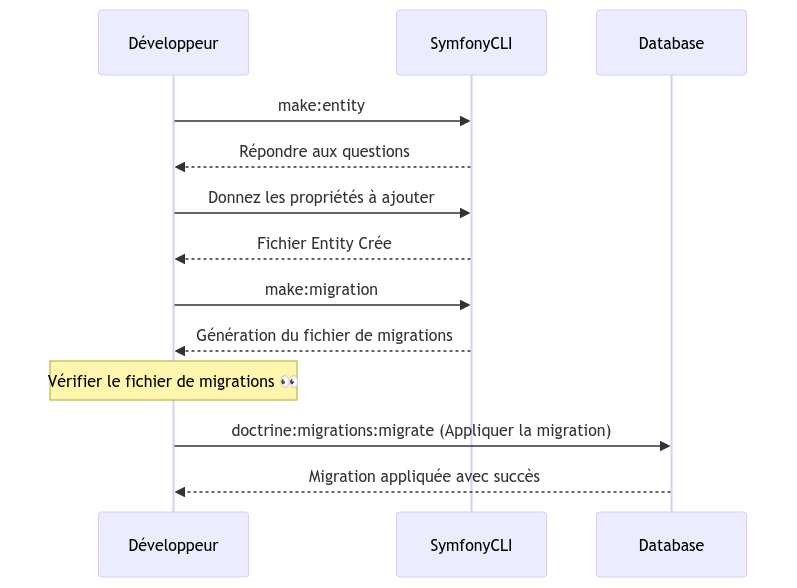 Développeur
SymfonyCLI
Database
make:entity
Répondre aux questions
Donnez les propriétés à ajouter
Fichier Entity Crée
make:migration
Génération du fichier de migrations
Vérifier le fichier de migrations 👀
doctrine:migrations:migrate (Appliquer la migration)
Migration appliquée avec succès
Développeur
SymfonyCLI
Database